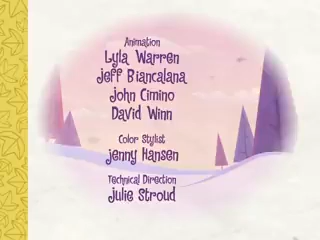 Animation
Lyla Warren
Jeff Biancalana
John Cimino
David Winn
Color Stylist
Jenny Hansen
Technical Direction
Julie Stroud